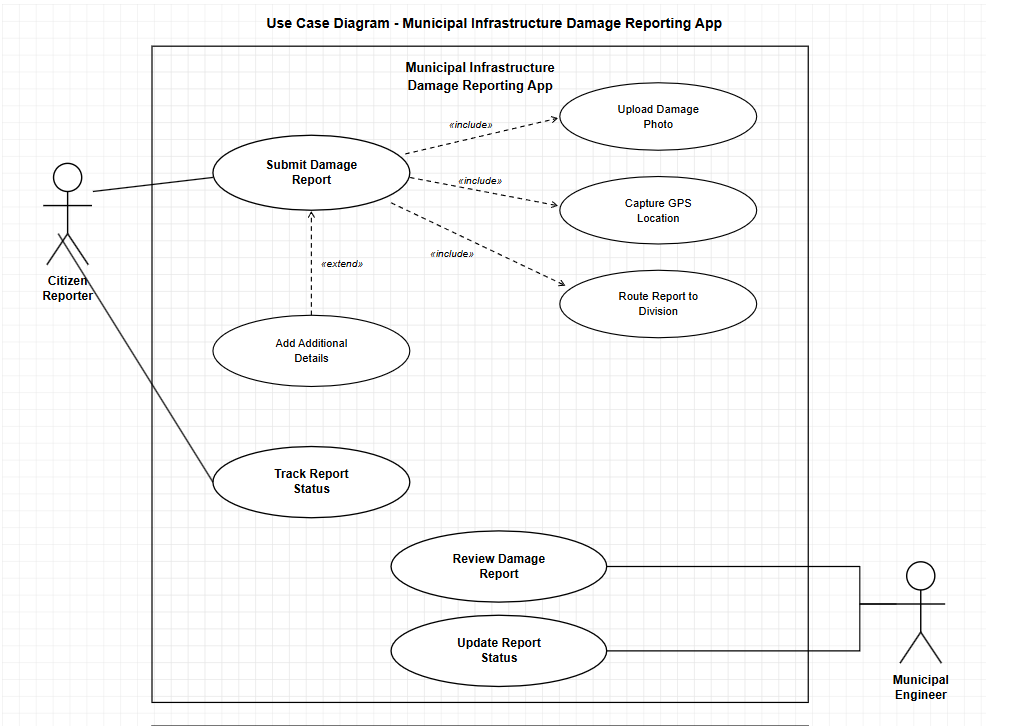 Use Case Diagram - Municipal Infrastructure Damage Reporting App
Municipal Infrastructure
Damage Reporting App
Upload Damage
Photo
«include»
Submit Damage
Report
«include»
Capture GPS
Location
«include»
«extend»
Citizen
Reporter
Route Report to
Division
Add Additional
Details
Track Report
Status
Review Damage
Report
Update Report
Status
Municipal
Engineer